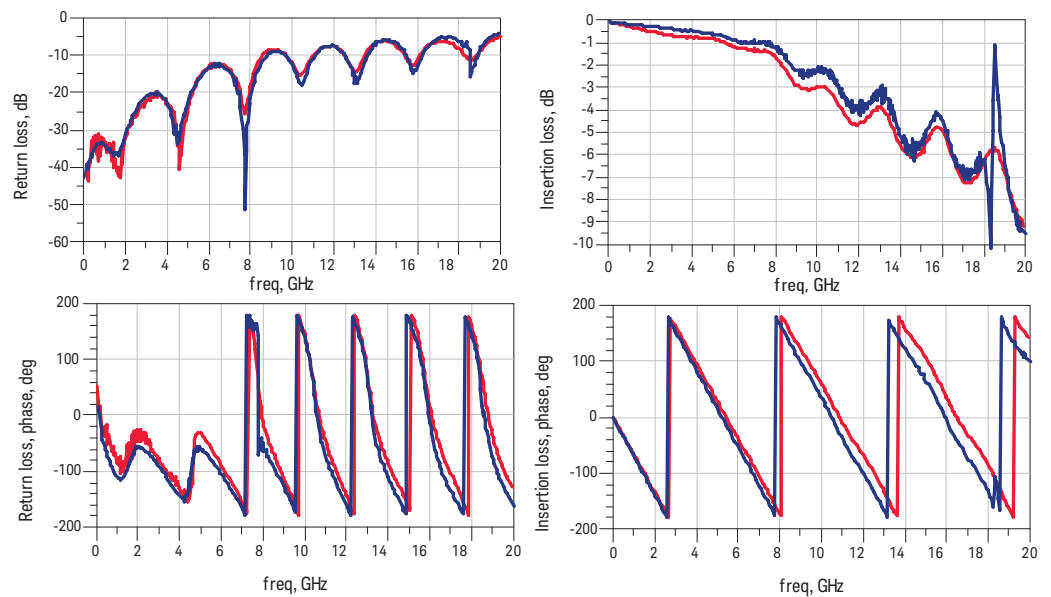 Return loss, dB
0
-10
-20
-30
-40
-50
-60
0 2 4 6 8 10 12 14 16 18 20
freq, GHz
Insertion loss, dB
0
-1
-2
-3
-4
-5
-6
-7
-8
-9
-10
0 2 4 6 8 10 12 14 16 18 20
freq, GHz
Return loss, phase, deg
200
100
0
-100
-200
0 2 4 6 8 10 12 14 16 18 20
freq, GHz
Insertion loss, phase, deg
200
100
0
-100
-200
0 2 4 6 8 10 12 14 16 18 20
freq, GHz